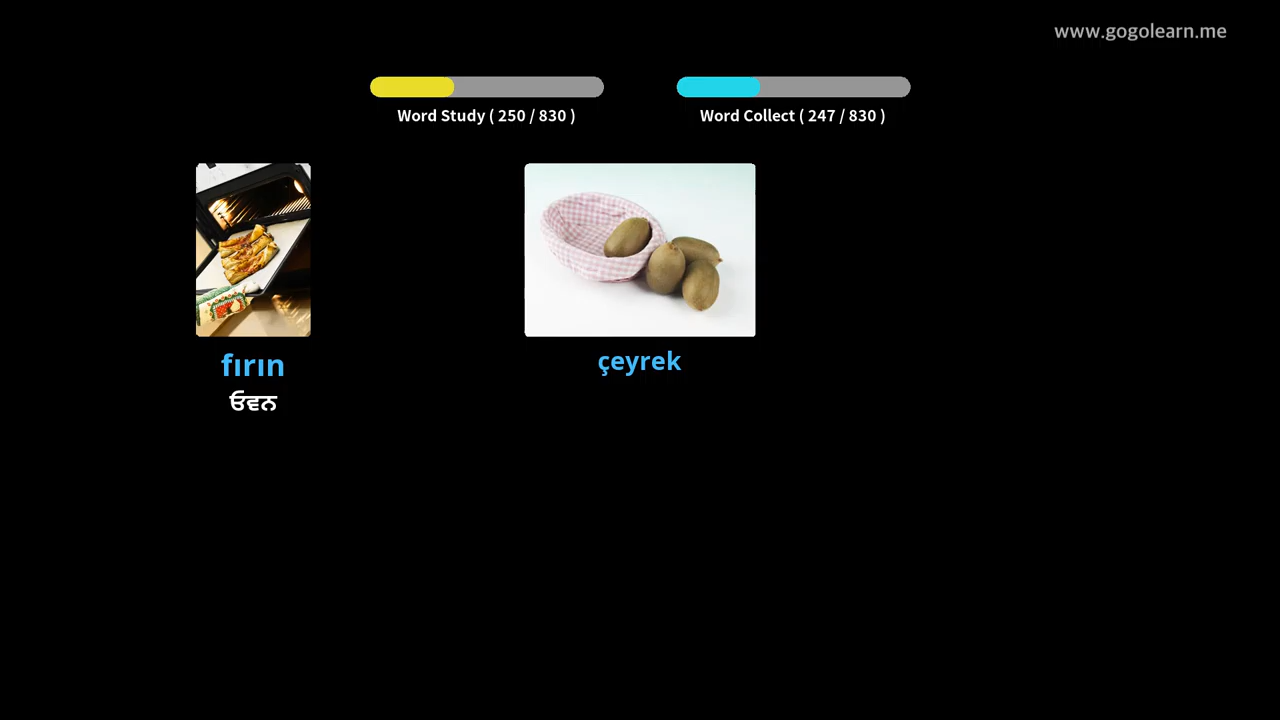 www.gogolearn.me
Word Study ( 250 / 830 )
Word Collect ( 247 / 830 )
fırın
ਓਵਨ
çeyrek